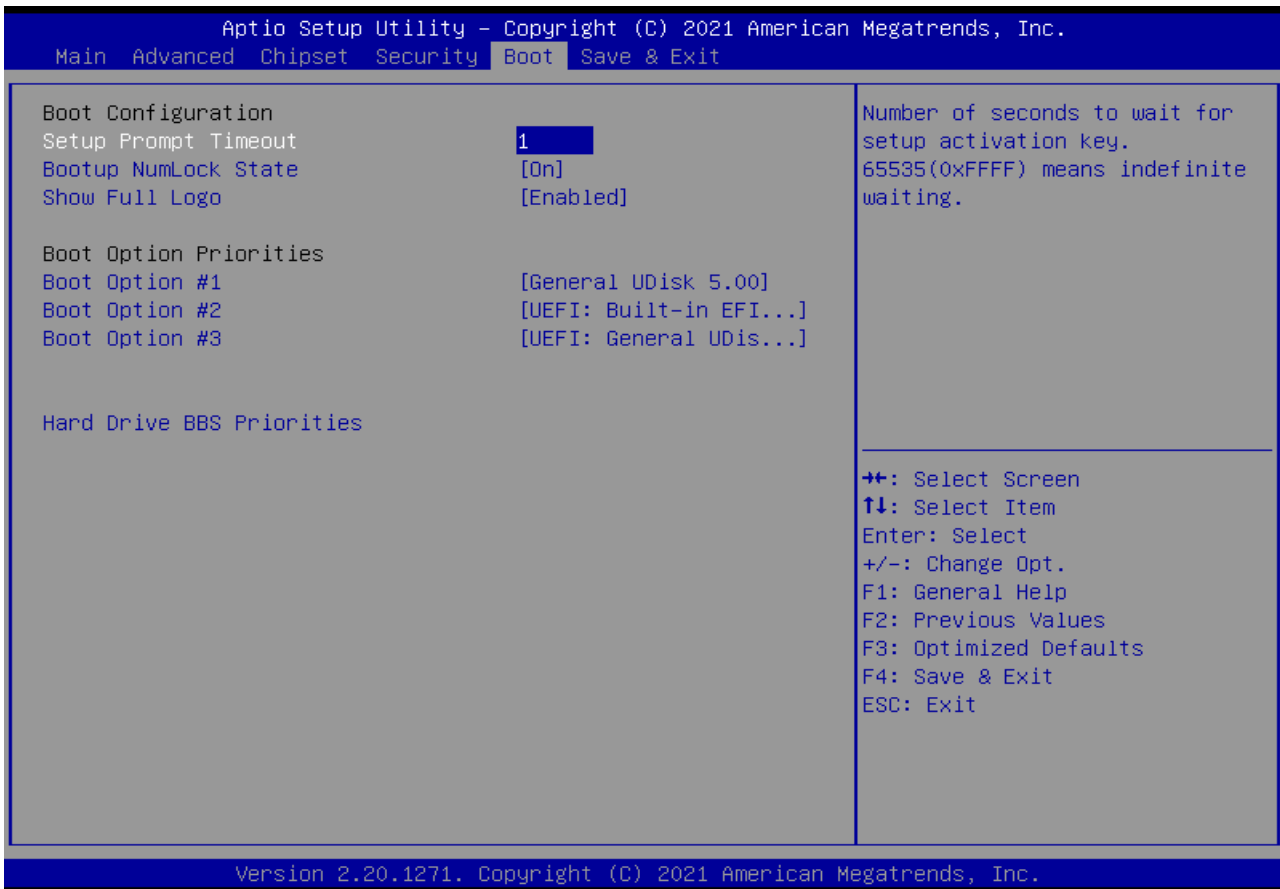 Aptio Setup Utility – Copyright (C) 2021 American Megatrends, Inc.
Main Advanced Chipset Security Boot Save & Exit
Boot Configuration
Setup Prompt Timeout 1
Bootup NumLock State [On]
Show Full Logo [Enabled]
Boot Option Priorities
Boot Option #1 [General UDisk 5.00]
Boot Option #2 [UEFI: Built-in EFI...]
Boot Option #3 [UEFI: General UDis...]
Hard Drive BBS Priorities
Number of seconds to wait for
setup activation key.
65535(0xFFFF) means indefinite
waiting.
→←: Select Screen
↑↓: Select Item
Enter: Select
+/-: Change Opt.
F1: General Help
F2: Previous Values
F3: Optimized Defaults
F4: Save & Exit
ESC: Exit
Version 2.20.1271. Copyright (C) 2021 American Megatrends, Inc.